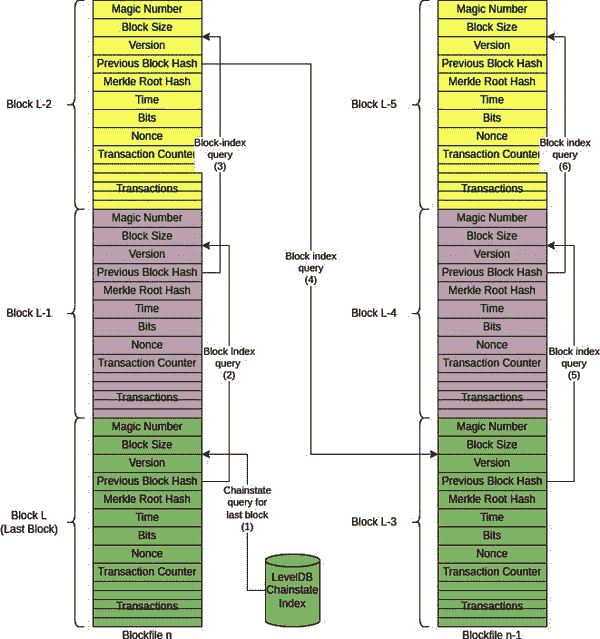 Magic Number
Block Size
Version
Previous Block Hash
Merkle Root Hash
Time
Bits
Nonce
Transaction Counter
Transactions
Block L-2
Block-index
query
(3)
Magic Number
Block Size
Version
Previous Block Hash
Merkle Root Hash
Time
Bits
Nonce
Transaction Counter
Transactions
Block L-1
Block Index
query
(2)
Magic Number
Block Size
Version
Previous Block Hash
Merkle Root Hash
Time
Bits
Nonce
Transaction Counter
Transactions
Block L
(Last Block)
Chainstate
query for
last block
(1)
LevelDB
Chainstate
Index
Blockfile n
Block index
query
(4)
Magic Number
Block Size
Version
Previous Block Hash
Merkle Root Hash
Time
Bits
Nonce
Transaction Counter
Transactions
Block L-5
Block index
query
(6)
Magic Number
Block Size
Version
Previous Block Hash
Merkle Root Hash
Time
Bits
Nonce
Transaction Counter
Transactions
Block L-4
Block index
query
(5)
Magic Number
Block Size
Version
Previous Block Hash
Merkle Root Hash
Time
Bits
Nonce
Transaction Counter
Transactions
Block L-3
Blockfile n-1